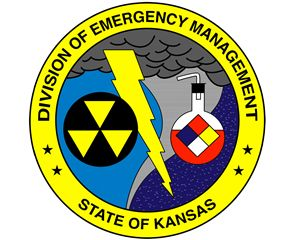 DIVISION OF EMERGENCY MANAGEMENT
STATE OF KANSAS